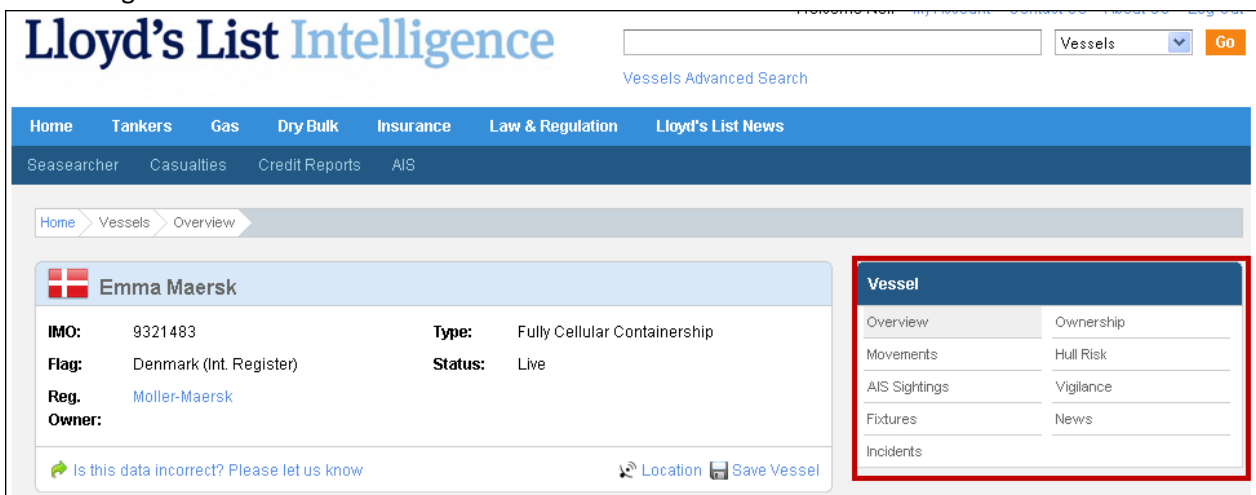 Lloyd's List Intelligence
Vessels
Go
Vessels Advanced Search
Home Tankers Gas Dry Bulk Insurance Law & Regulation Lloyd's List News
Seasearcher Casualties Credit Reports AIS
Home Vessels Overview
Emma Maersk
IMO: 9321483 Type: Fully Cellular Containership
Flag: Denmark (Int. Register) Status: Live
Reg. Owner: Moller-Maersk
Is this data incorrect? Please let us know Location Save Vessel
Vessel
Overview Ownership
Movements Hull Risk
AIS Sightings Vigilance
Fixtures News
Incidents